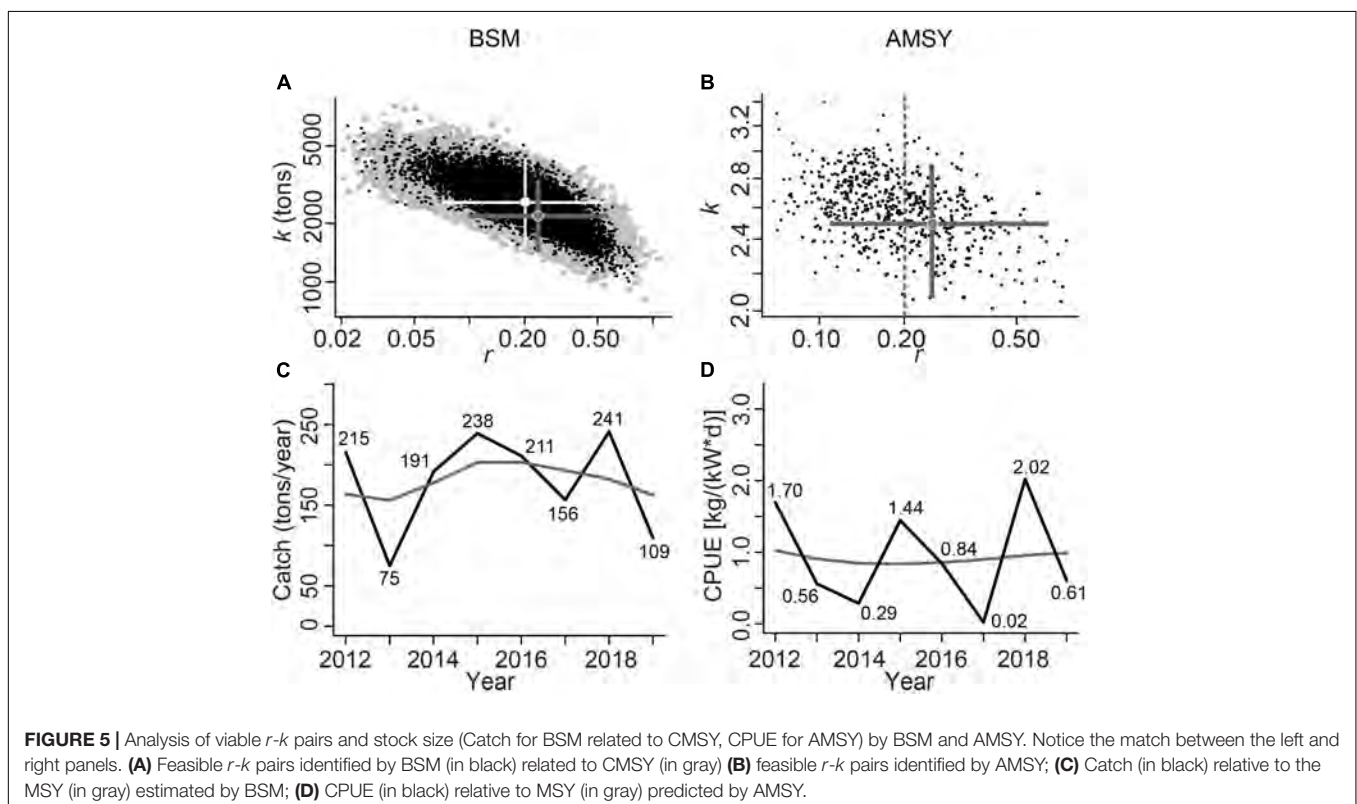 BSM
AMSY
A
k (tons)
5000
2000
1000
0.02
0.05
0.20
0.50
r
B
k
3.2
2.8
2.4
2.0
0.10
0.20
0.50
r
C
Catch (tons/year)
250
150
50
0
215
75
191
238
211
156
241
109
2012
2014
2016
2018
Year
D
CPUE [kg/(kW*d)]
3.0
2.0
1.0
0.0
1.70
0.56
0.29
1.44
0.84
0.02
2.02
0.61
2012
2014
2016
2018
Year
FIGURE 5 | Analysis of viable r-k pairs and stock size (Catch for BSM related to CMSY, CPUE for AMSY) by BSM and AMSY. Notice the match between the left and
right panels. (A) Feasible r-k pairs identified by BSM (in black) related to CMSY (in gray) (B) feasible r-k pairs identified by AMSY; (C) Catch (in black) relative to the
MSY (in gray) estimated by BSM; (D) CPUE (in black) relative to MSY (in gray) predicted by AMSY.